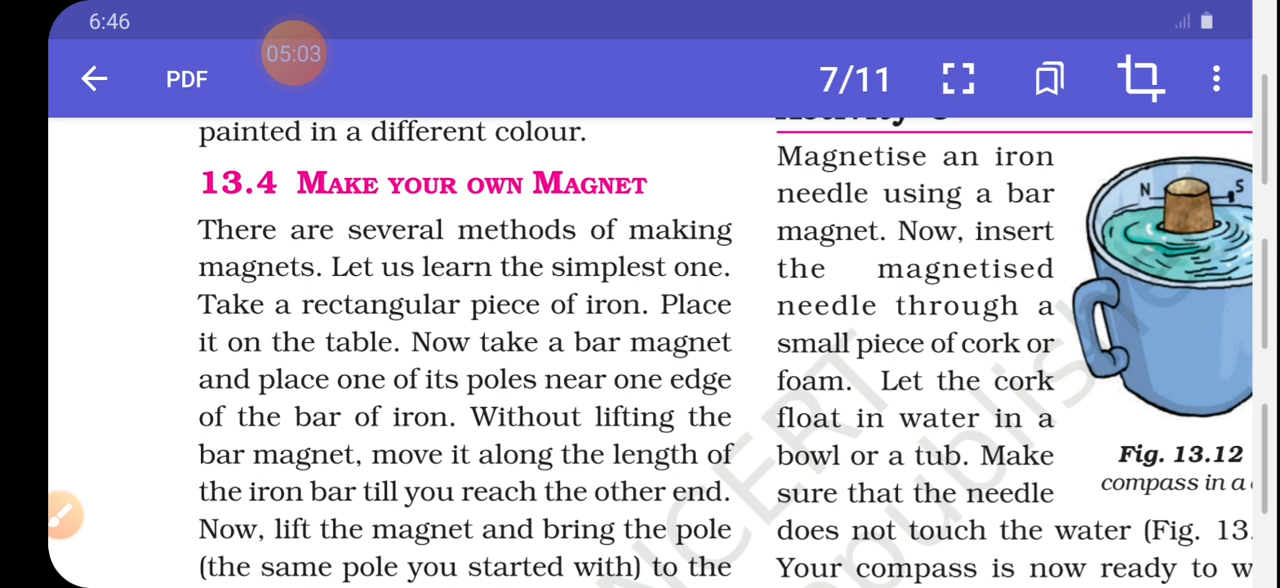 6:46
05:03
PDF
7/11
painted in a different colour.
13.4 MAKE YOUR OWN MAGNET
There are several methods of making
magnets. Let us learn the simplest one.
Take a rectangular piece of iron. Place
it on the table. Now take a bar magnet
and place one of its poles near one edge
of the bar of iron. Without lifting the
bar magnet, move it along the length of
the iron bar till you reach the other end.
Now, lift the magnet and bring the pole
(the same pole you started with) to the
Magnetise an iron
needle using a bar
magnet. Now, insert
the magnetised
needle through a
small piece of cork or
foam. Let the cork
float in water in a
bowl or a tub. Make
sure that the needle
does not touch the water (Fig. 13.
Your compass is now ready to w
N
S
Fig. 13.12
compass in a
NCERT